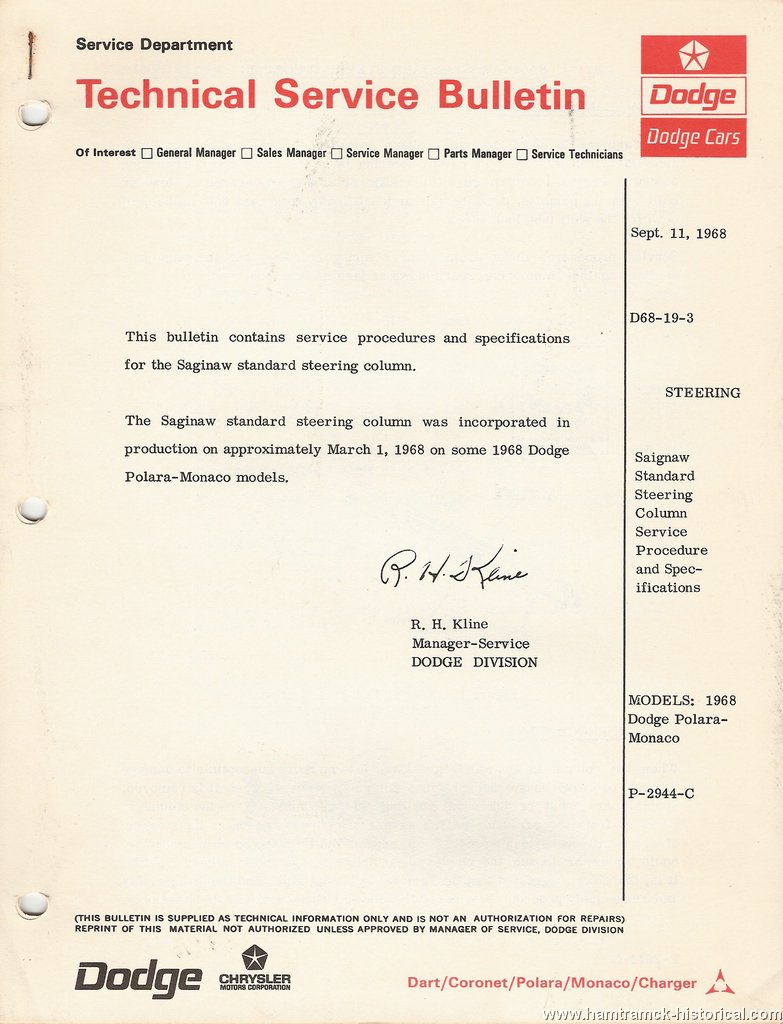 Service Department
Technical Service Bulletin
Dodge
Dodge Cars
Of Interest General Manager Sales Manager Service Manager Parts Manager Service Technicians
Sept. 11, 1968
D68-19-3
This bulletin contains service procedures and specifications
for the Saginaw standard steering column.
STEERING
The Saginaw standard steering column was incorporated in
production on approximately March 1, 1968 on some 1968 Dodge
Polara-Monaco models.
Saignaw
Standard
Steering
Column
Service
Procedure
and Spec-
ifications
R. H. Kline
R. H. Kline
Manager-Service
DODGE DIVISION
MODELS: 1968
Dodge Polara-
Monaco
P-2944-C
(THIS BULLETIN IS SUPPLIED AS TECHNICAL INFORMATION ONLY AND IS NOT AN AUTHORIZATION FOR REPAIRS)
REPRINT OF THIS MATERIAL NOT AUTHORIZED UNLESS APPROVED BY MANAGER OF SERVICE, DODGE DIVISION
Dodge
CHRYSLER
MOTORS CORPORATION
Dart/Coronet/Polara/Monaco/Charger
www.hamtramck-historical.com